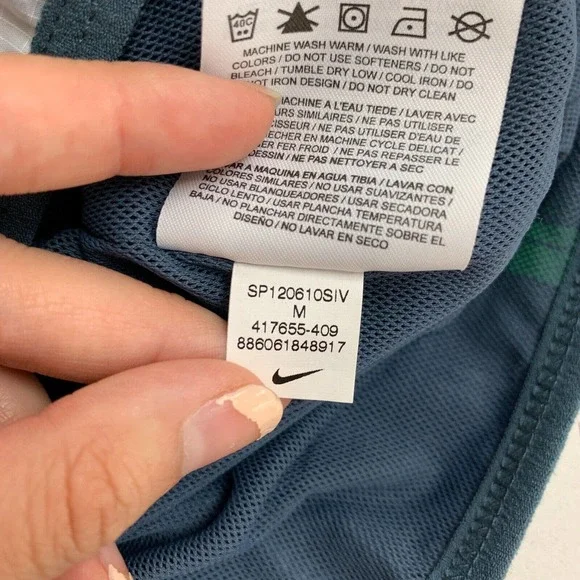 40C
MACHINE WASH WARM / WASH WITH LIKE
COLORS / DO NOT USE SOFTENERS / DO NOT
BLEACH / TUMBLE DRY LOW / COOL IRON / DO
NOT IRON DESIGN / DO NOT DRY CLEAN
MACHINE A L'EAU TIEDE / LAVER AVEC
SIMILAIRES / NE PAS UTILISER
/ NE PAS UTILISER
EN MACHINE CYCLE DELICAT /
FER FROID / NE PAS REPASSER
DESSIN / NE PAS NETTOYER A SEC
A MAQUINA EN AGUA TIBIA / LAVAR CON
COLORES SIMILARES / NO USAR SUAVIZANTES /
NO USAR BLANQUEADORES / USAR SECADORA
CICLO LENTO / USAR PLANCHA TEMPERATURA
BAJA / NO PLANCHAR DIRECTAMENTE SOBRE EL
DISEÑO / NO LAVAR EN SECO
SP120610SIV
M
417655-409
886061848917